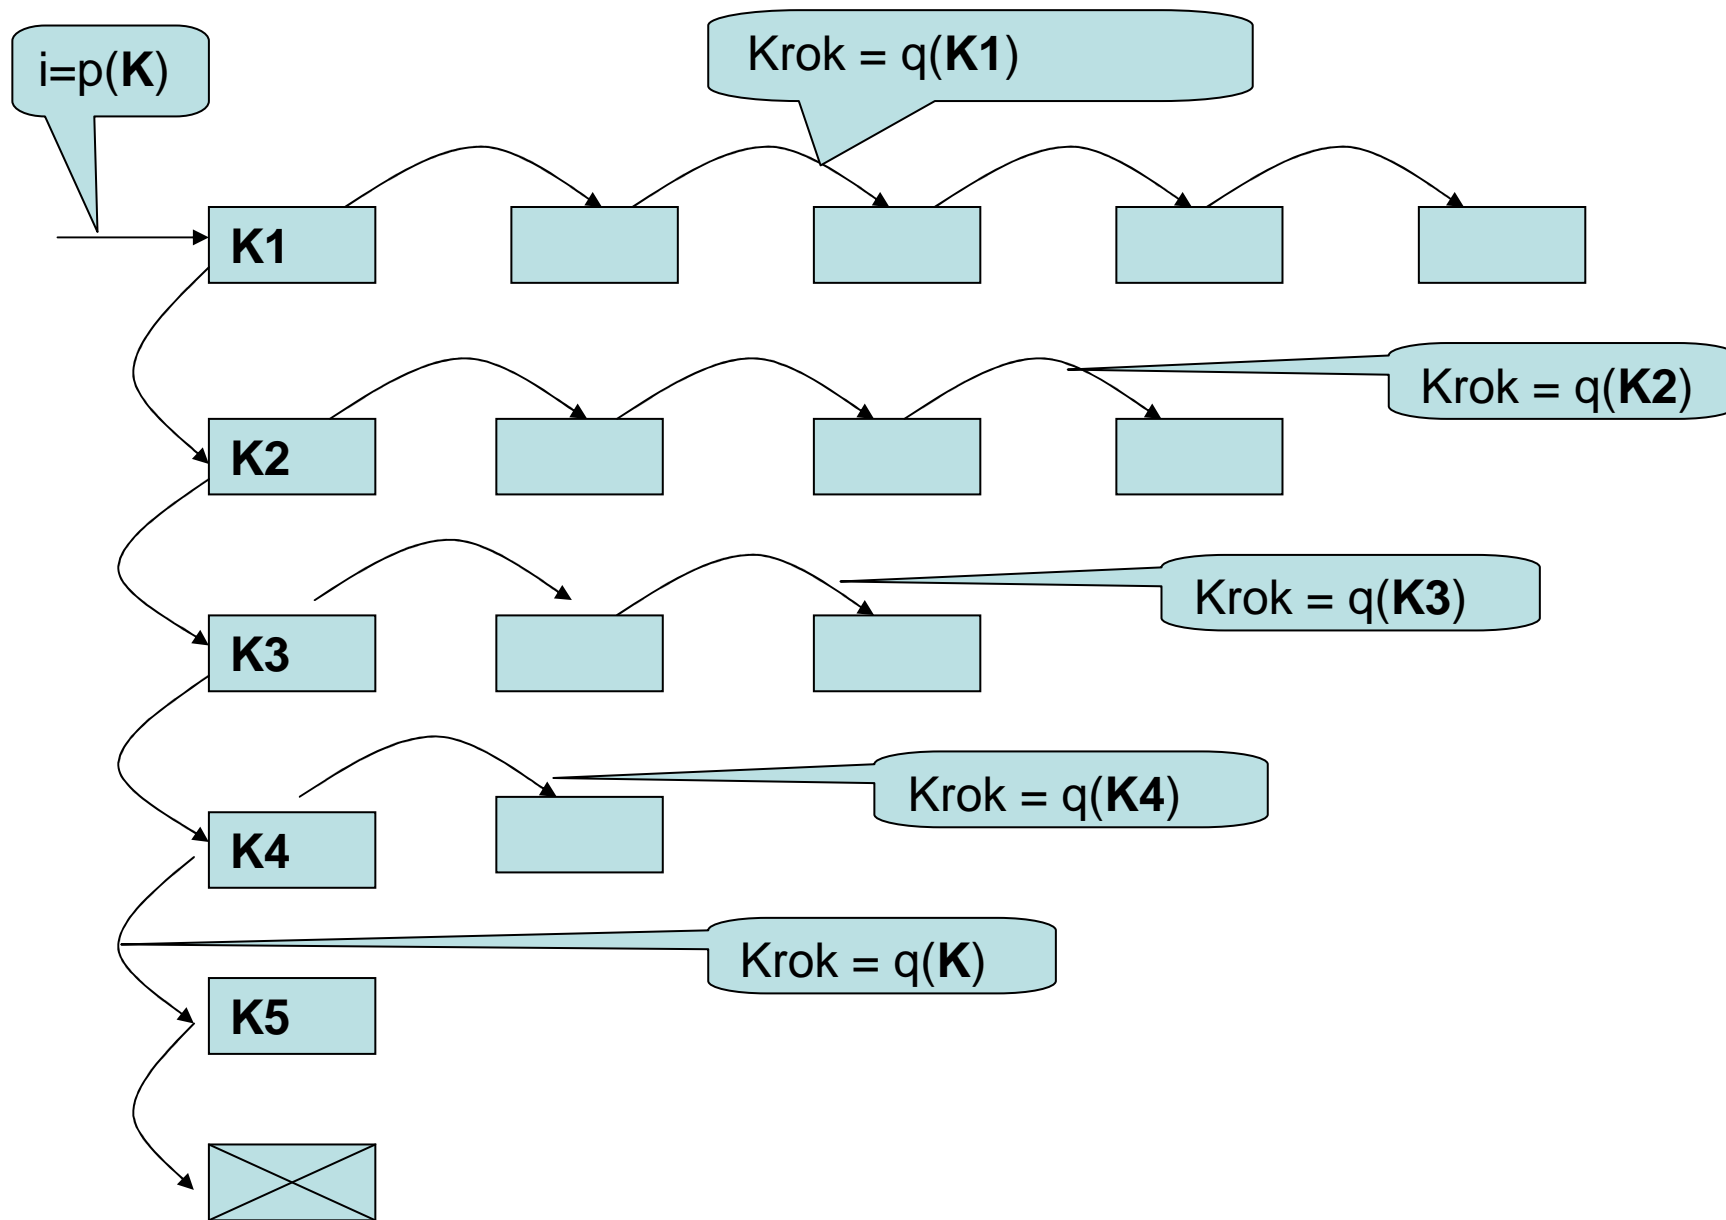 i=p(K)
Krok = q(K1)
K1
Krok = q(K2)
K2
Krok = q(K3)
K3
Krok = q(K4)
K4
Krok = q(K)
K5